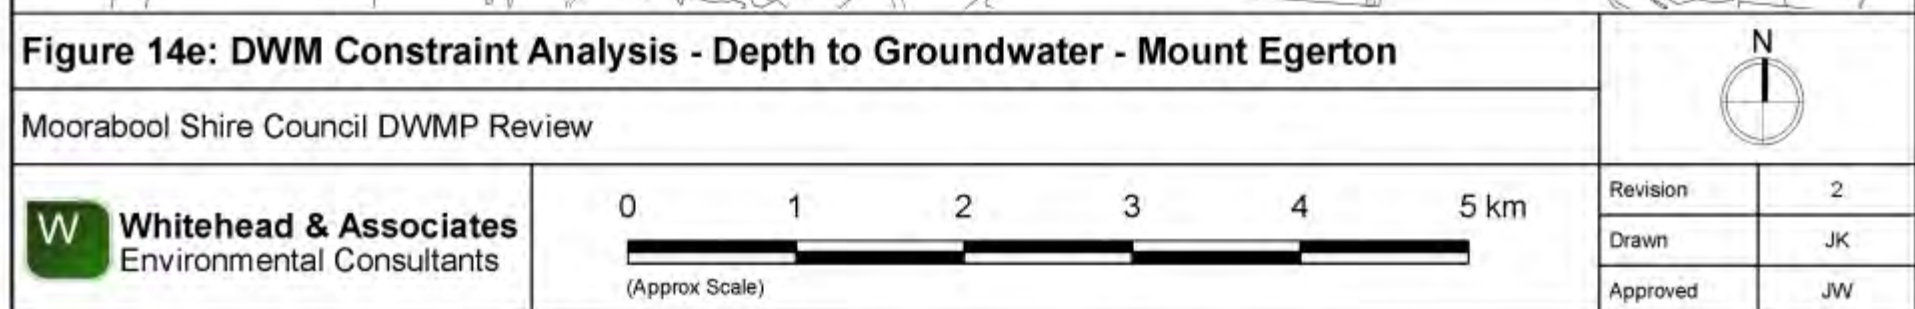 Figure 14e: DWM Constraint Analysis - Depth to Groundwater - Mount Egerton
N
Moorabool Shire Council DWMP Review
W
Whitehead & Associates
Environmental Consultants
0 1 2 3 4 5 km
(Approx Scale)
Revision 2
Drawn JK
Approved JW